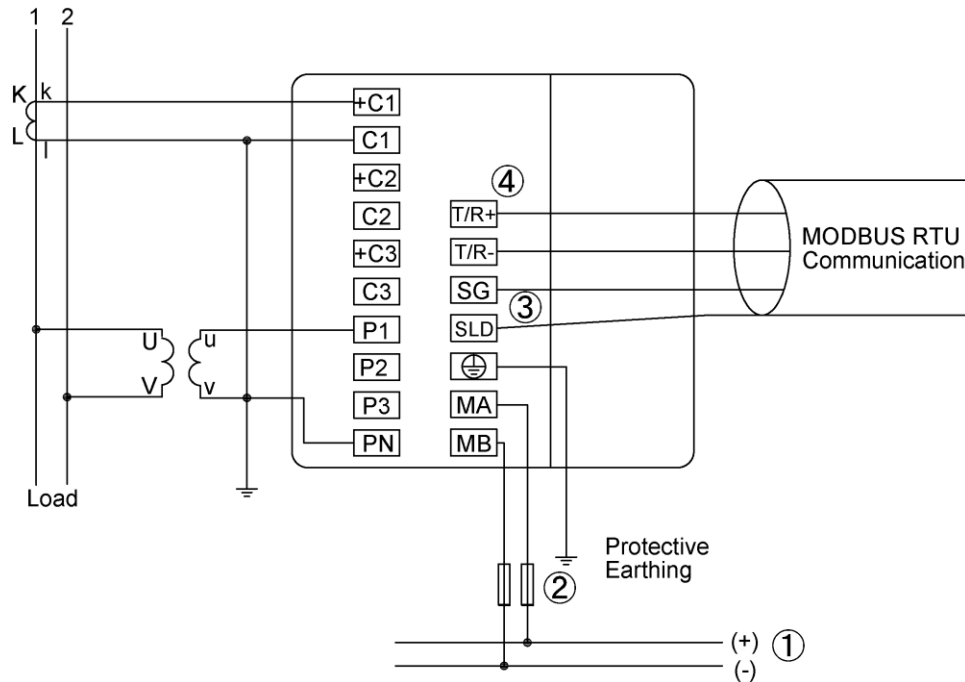 1 2
K k
L l
+C1
C1
+C2
C2
+C3
C3
P1
P2
P3
PN
U u
V v
Load
④
T/R+
T/R-
SG
③
SLD
MA
MB
MODBUS RTU
Communication
Protective
Earthing
②
(+) ①
(-)